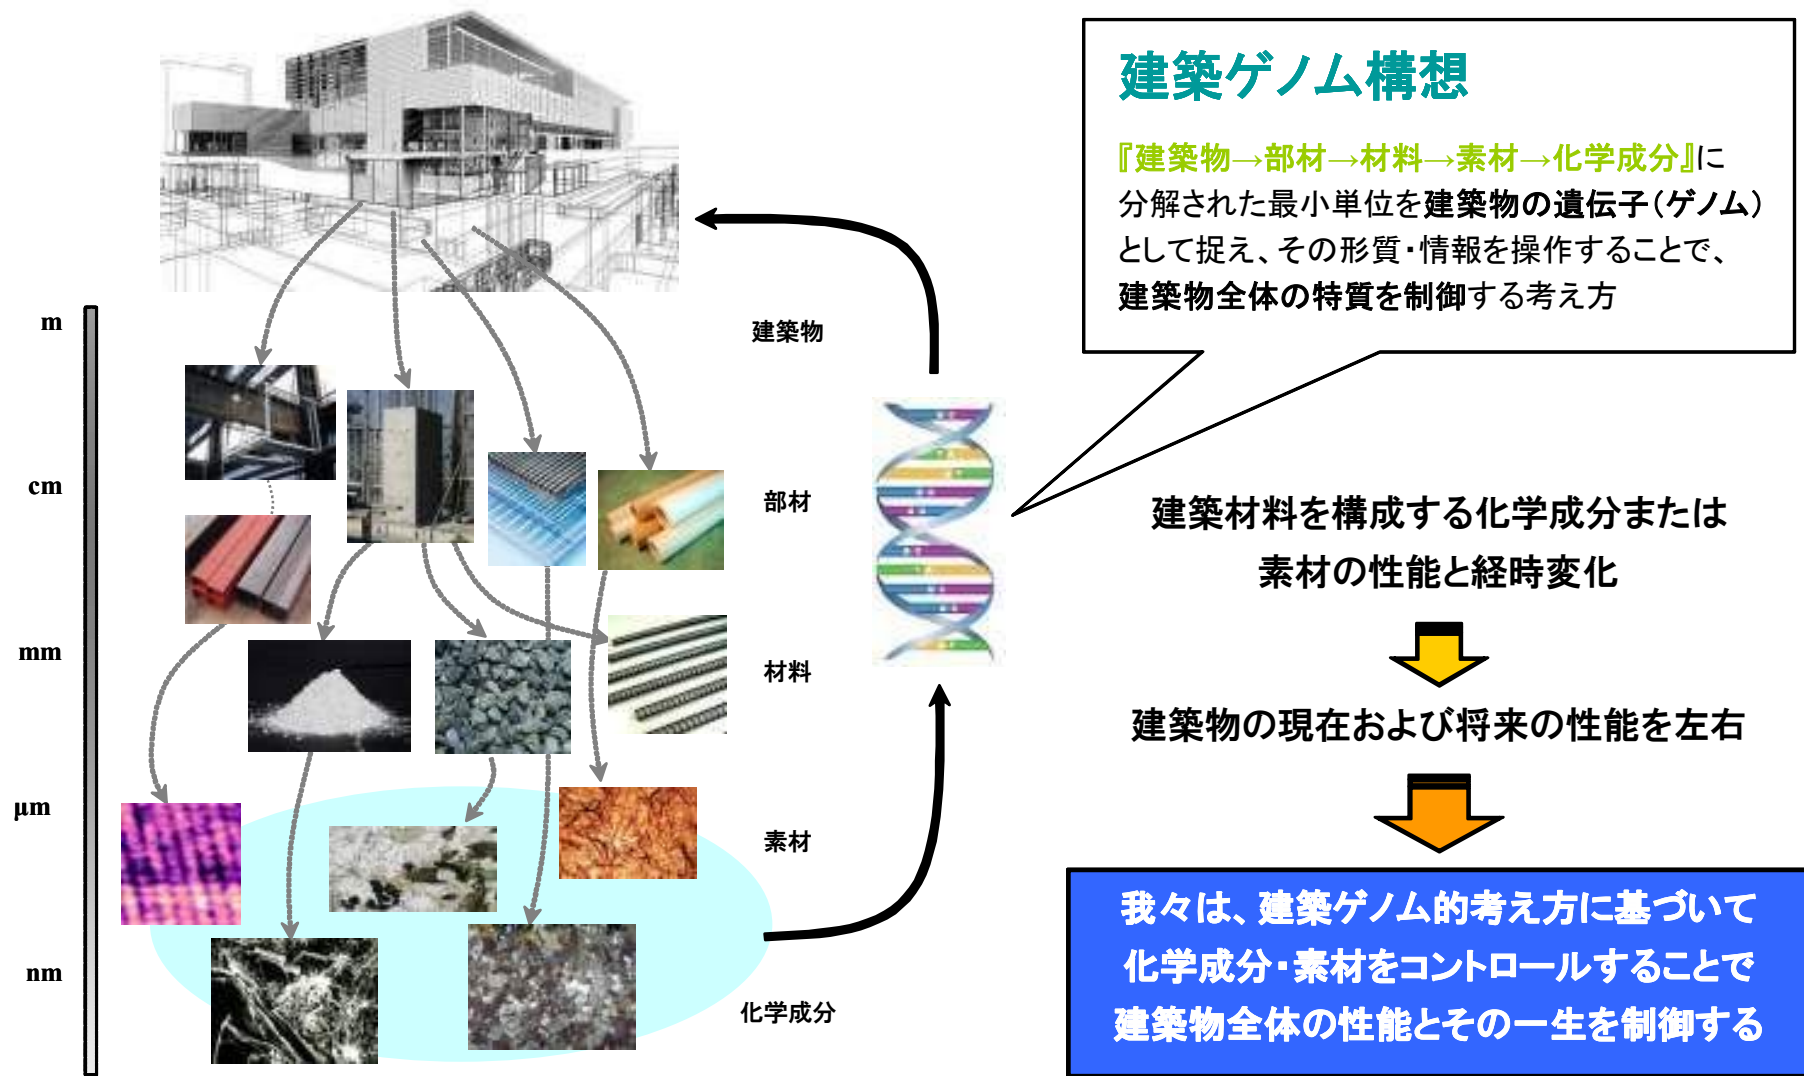 建築ゲノム構想
『建築物→部材→材料→素材→化学成分』に
分解された最小単位を建築物の遺伝子(ゲノム)
として捉え、その形質・情報を操作することで、
建築物全体の特質を制御する考え方
m
建築物
cm
部材
建築材料を構成する化学成分または
素材の性能と経時変化
mm
材料
建築物の現在および将来の性能を左右
μm
素材
我々は、建築ゲノム的考え方に基づいて
化学成分・素材をコントロールすることで
建築物全体の性能とその一生を制御する
nm
化学成分